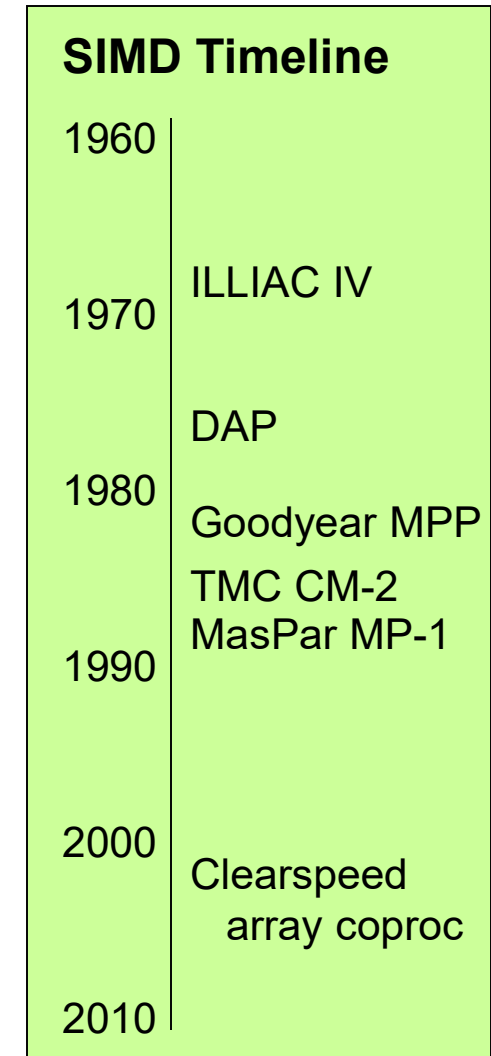 SIMD Timeline
1960
ILLIAC IV
1970
DAP
1980
Goodyear MPP
TMC CM-2
MasPar MP-1
1990
2000
Clearspeed
array coproc
2010